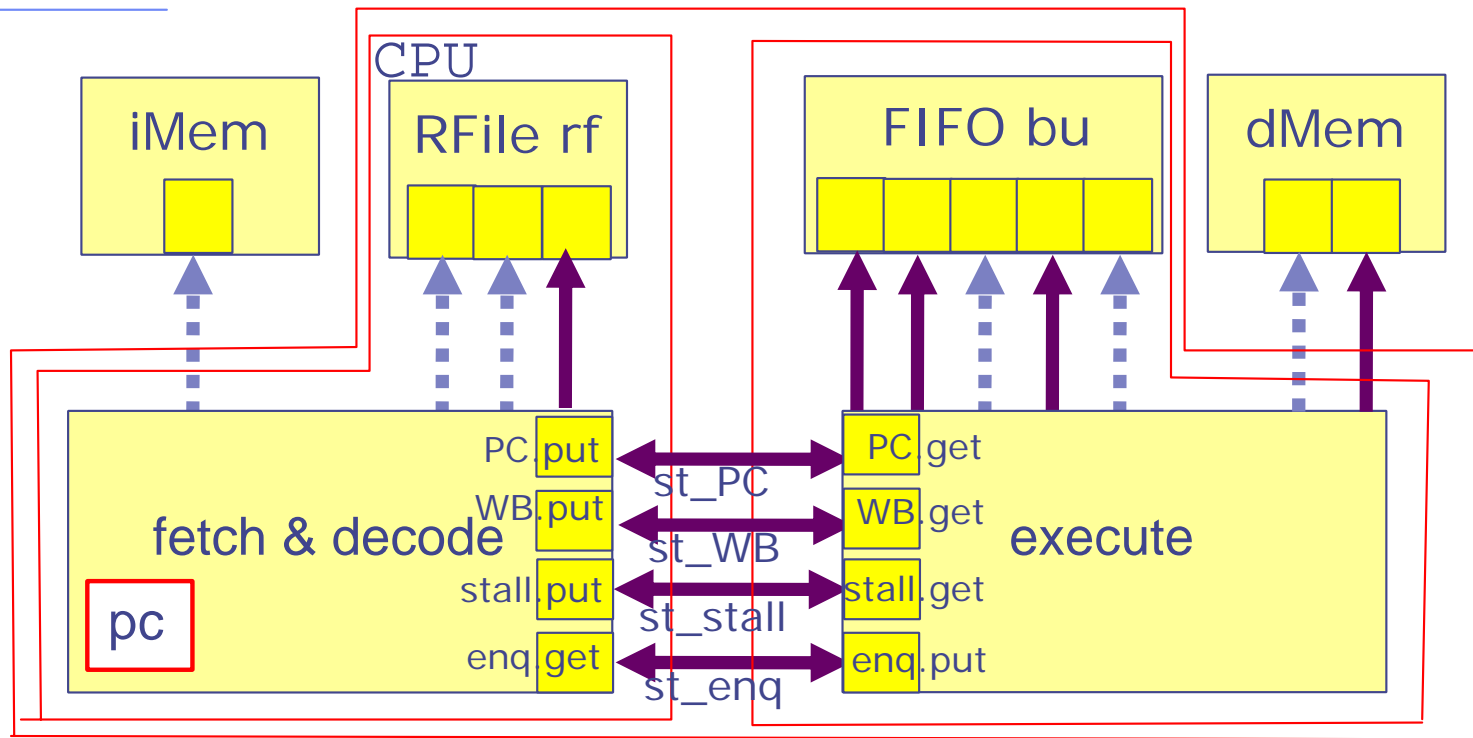 CPU
iMem
RFile rf
FIFO bu
dMem
fetch & decode
pc
PC.put
WB.put
stall.put
enq.get
st_PC
st_WB
st_stall
st_enq
PC.get
WB.get
stall.get
enq.put
execute